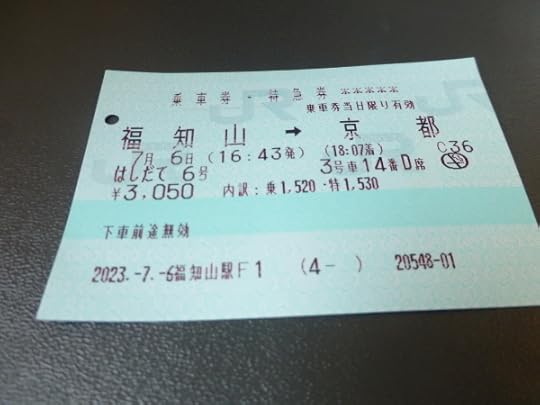 乗車券・特急券 ※※※※※
乗車券当日限り有効
福知山 → 京都
7月 6日 (16:43発) (18:07着) C36
はしだて 6号 3号車 14番D席
¥3,050 内訳:乗1,520・特1,530
下車前途無効
2023.-7.-6福知山駅F1 (4- ) 20548-01